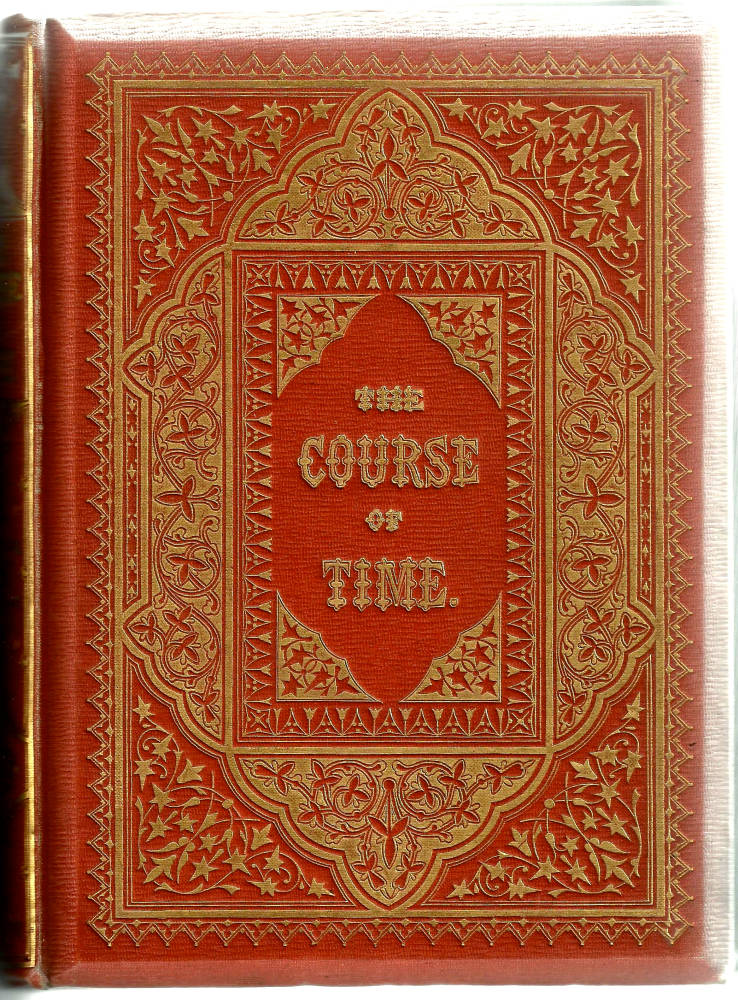 THE
COURSE
OF
TIME.